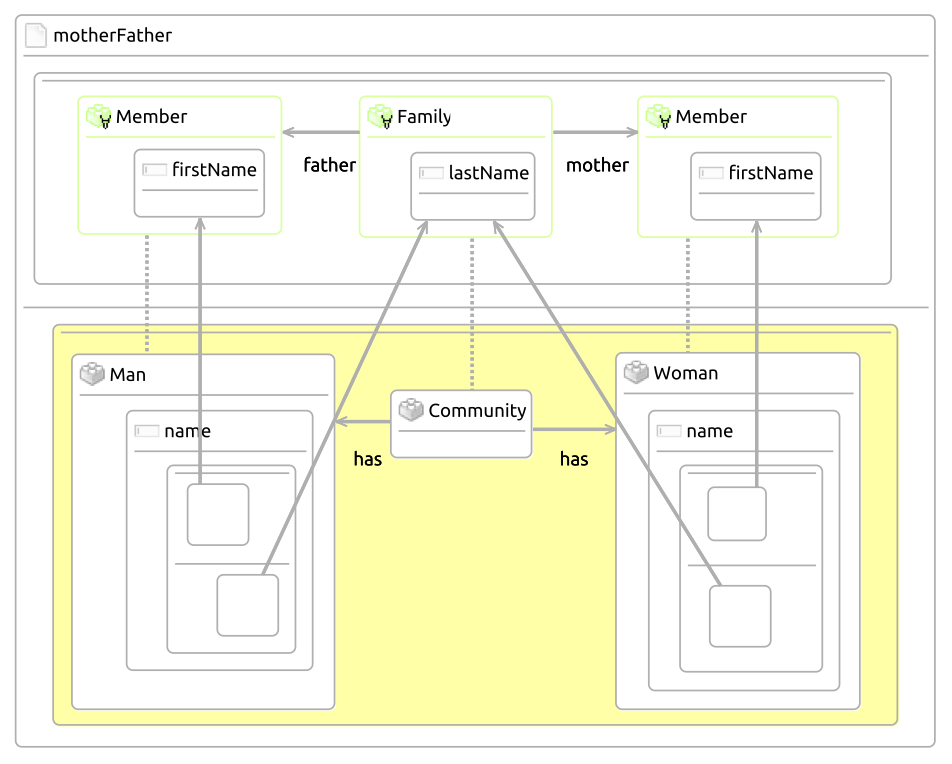 motherFather
Member
Family
Member
father
mother
firstName
lastName
firstName
Man
Community
Woman
name
name
has
has